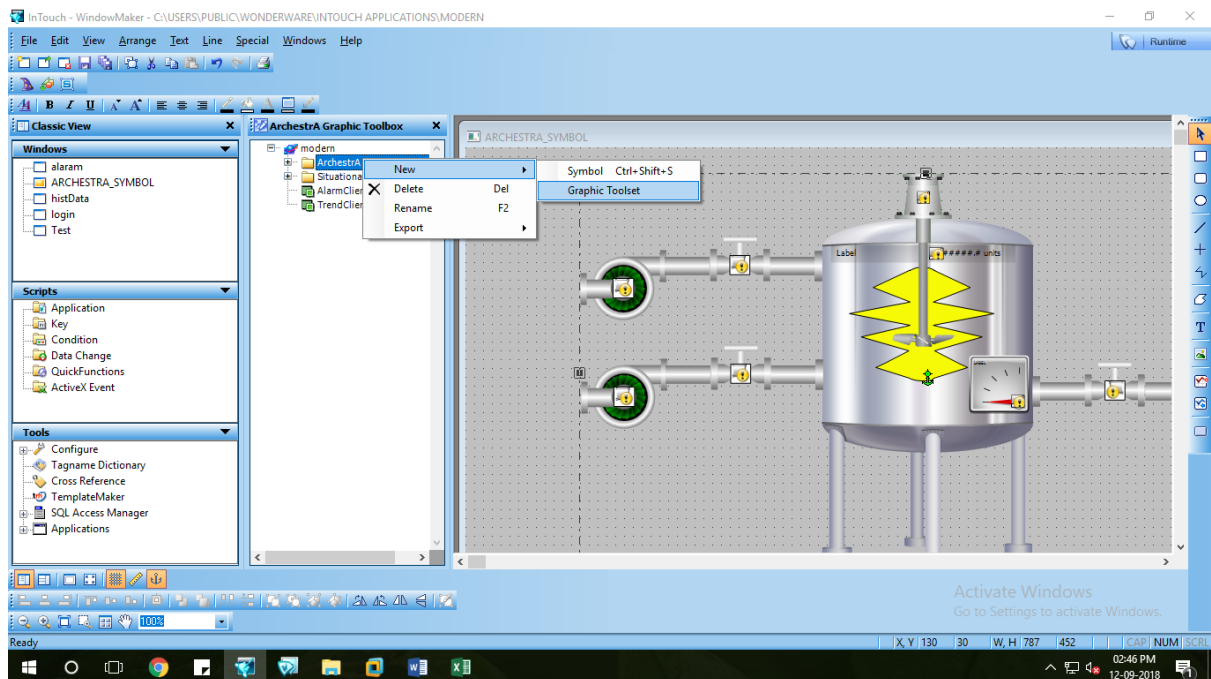 InTouch - WindowMaker - C:\USERS\PUBLIC\WONDERWARE\INTOUCH APPLICATIONS\MODERN
File Edit View Arrange Text Line Special Windows Help
Runtime
B I U A A
Classic View
Windows
alaram
ARCHESTRA_SYMBOL
histData
login
Test
Scripts
Application
Key
Condition
Data Change
QuickFunctions
ActiveX Event
Tools
Configure
Tagname Dictionary
Cross Reference
TemplateMaker
SQL Access Manager
Applications
ArchestrA Graphic Toolbox
modern
ArchestrA
Situationa
AlarmClien
TrendClien
New
Delete Del
Rename F2
Export
Symbol Ctrl+Shift+S
Graphic Toolset
ARCHESTRA_SYMBOL
Label #####.# units
LABEL
T
100%
Activate Windows
Go to Settings to activate Windows.
Ready
X, Y 130 30 W, H 787 452 CAP NUM SCRL
02:46 PM
12-09-2018